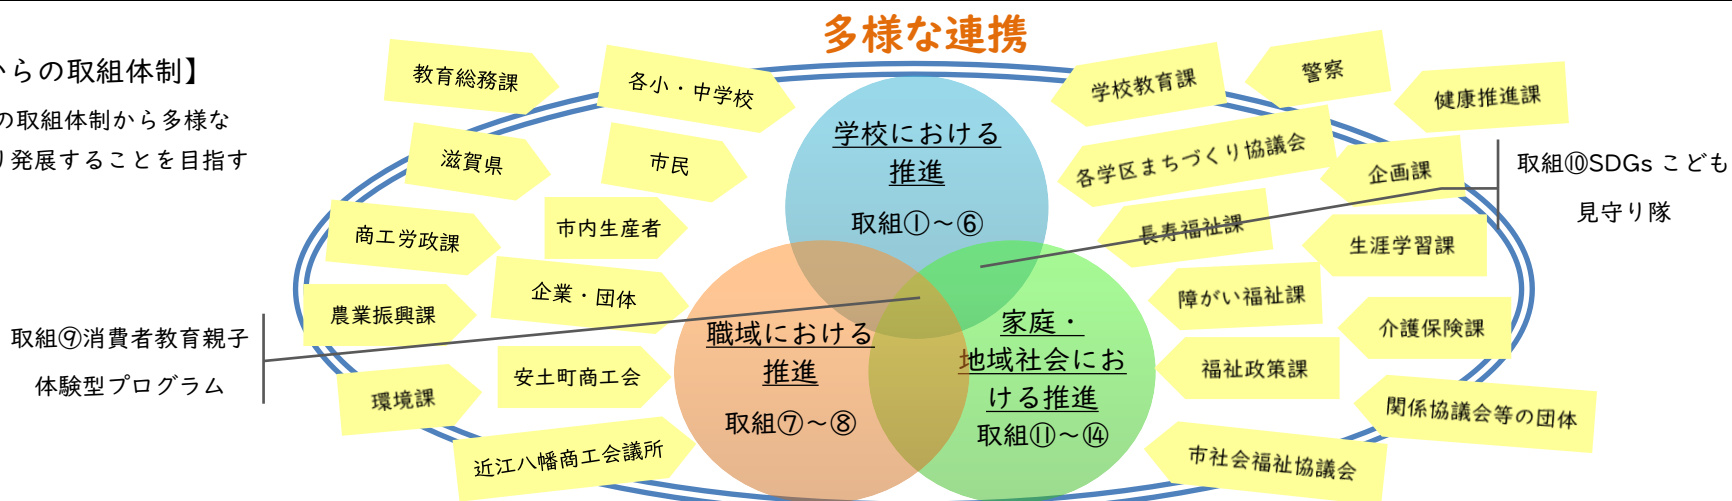 多様な連携
からの取組体制】
の取組体制から多様な
り発展することを目指す
教育総務課
各小・中学校
滋賀県
市民
商工労政課
市内生産者
農業振興課
企業・団体
環境課
安土町商工会
近江八幡商工会議所
取組⑨消費者教育親子
体験型プログラム
学校における
推進
取組①～⑥
職域における
推進
取組⑦～⑧
家庭・
地域社会にお
ける推進
取組⑪～⑭
学校教育課
警察
健康推進課
各学区まちづくり協議会
企画課
長寿福祉課
生涯学習課
障がい福祉課
介護保険課
福祉政策課
関係協議会等の団体
市社会福祉協議会
取組⑩SDGs こども
見守り隊